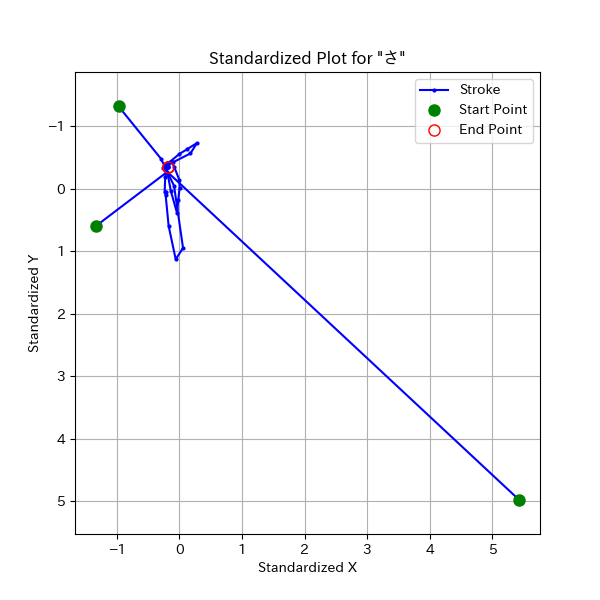 Standardized Plot for "さ"
Stroke
Start Point
End Point
−1
0
1
2
3
4
5
Standardized Y
−1 0 1 2 3 4 5
Standardized X